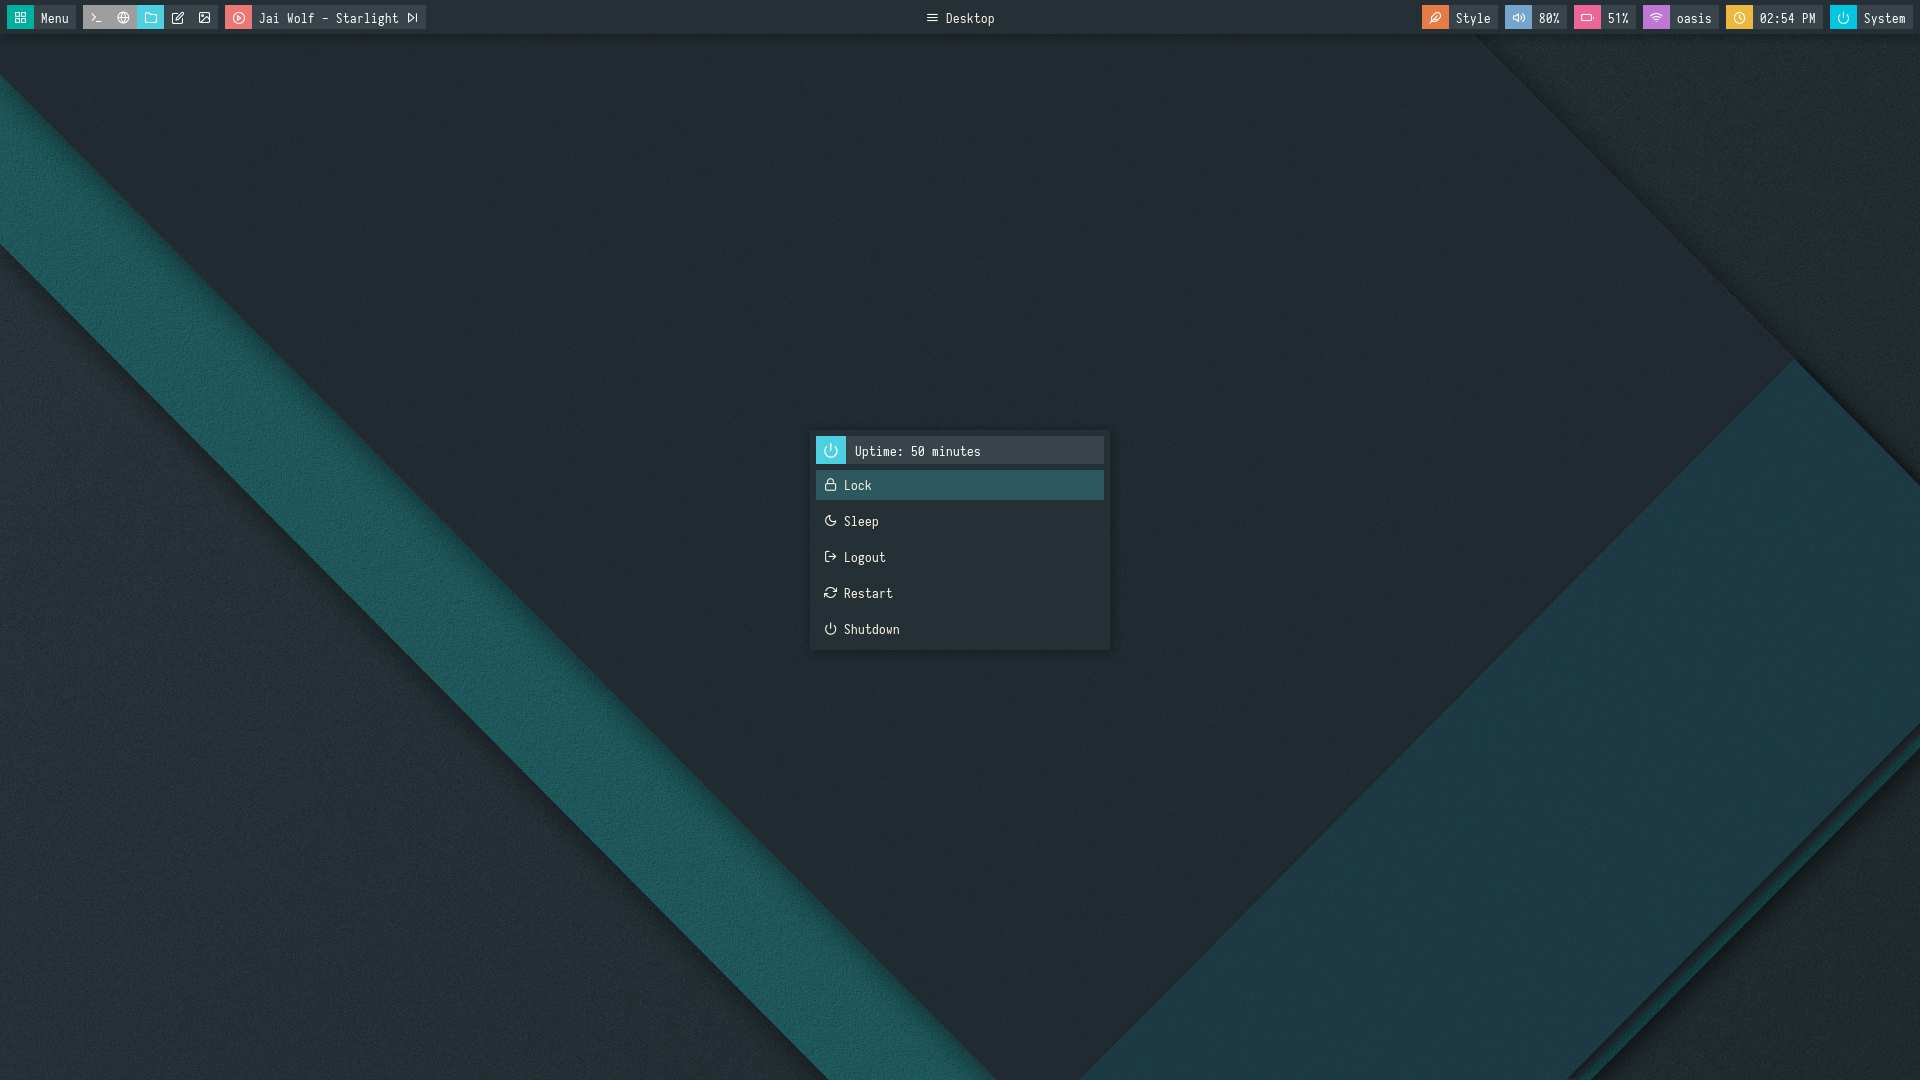 Menu Jai Wolf - Starlight Desktop Style 80% 51% oasis 02:54 PM System
Uptime: 50 minutes
Lock
Sleep
Logout
Restart
Shutdown